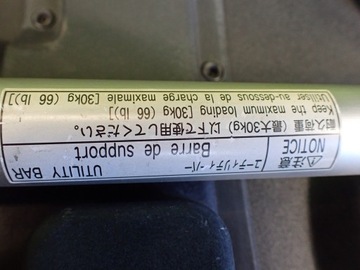 ⚠注意
NOTICE
ユーティリティ・バー
UTILITY BAR
Barre de support
耐久荷重（最大30kg）以下で使用してください。
Keep the maximum loading [30kg (66 lb)]
Utiliser au-dessous de la charge maximale [30kg (66 lb)]